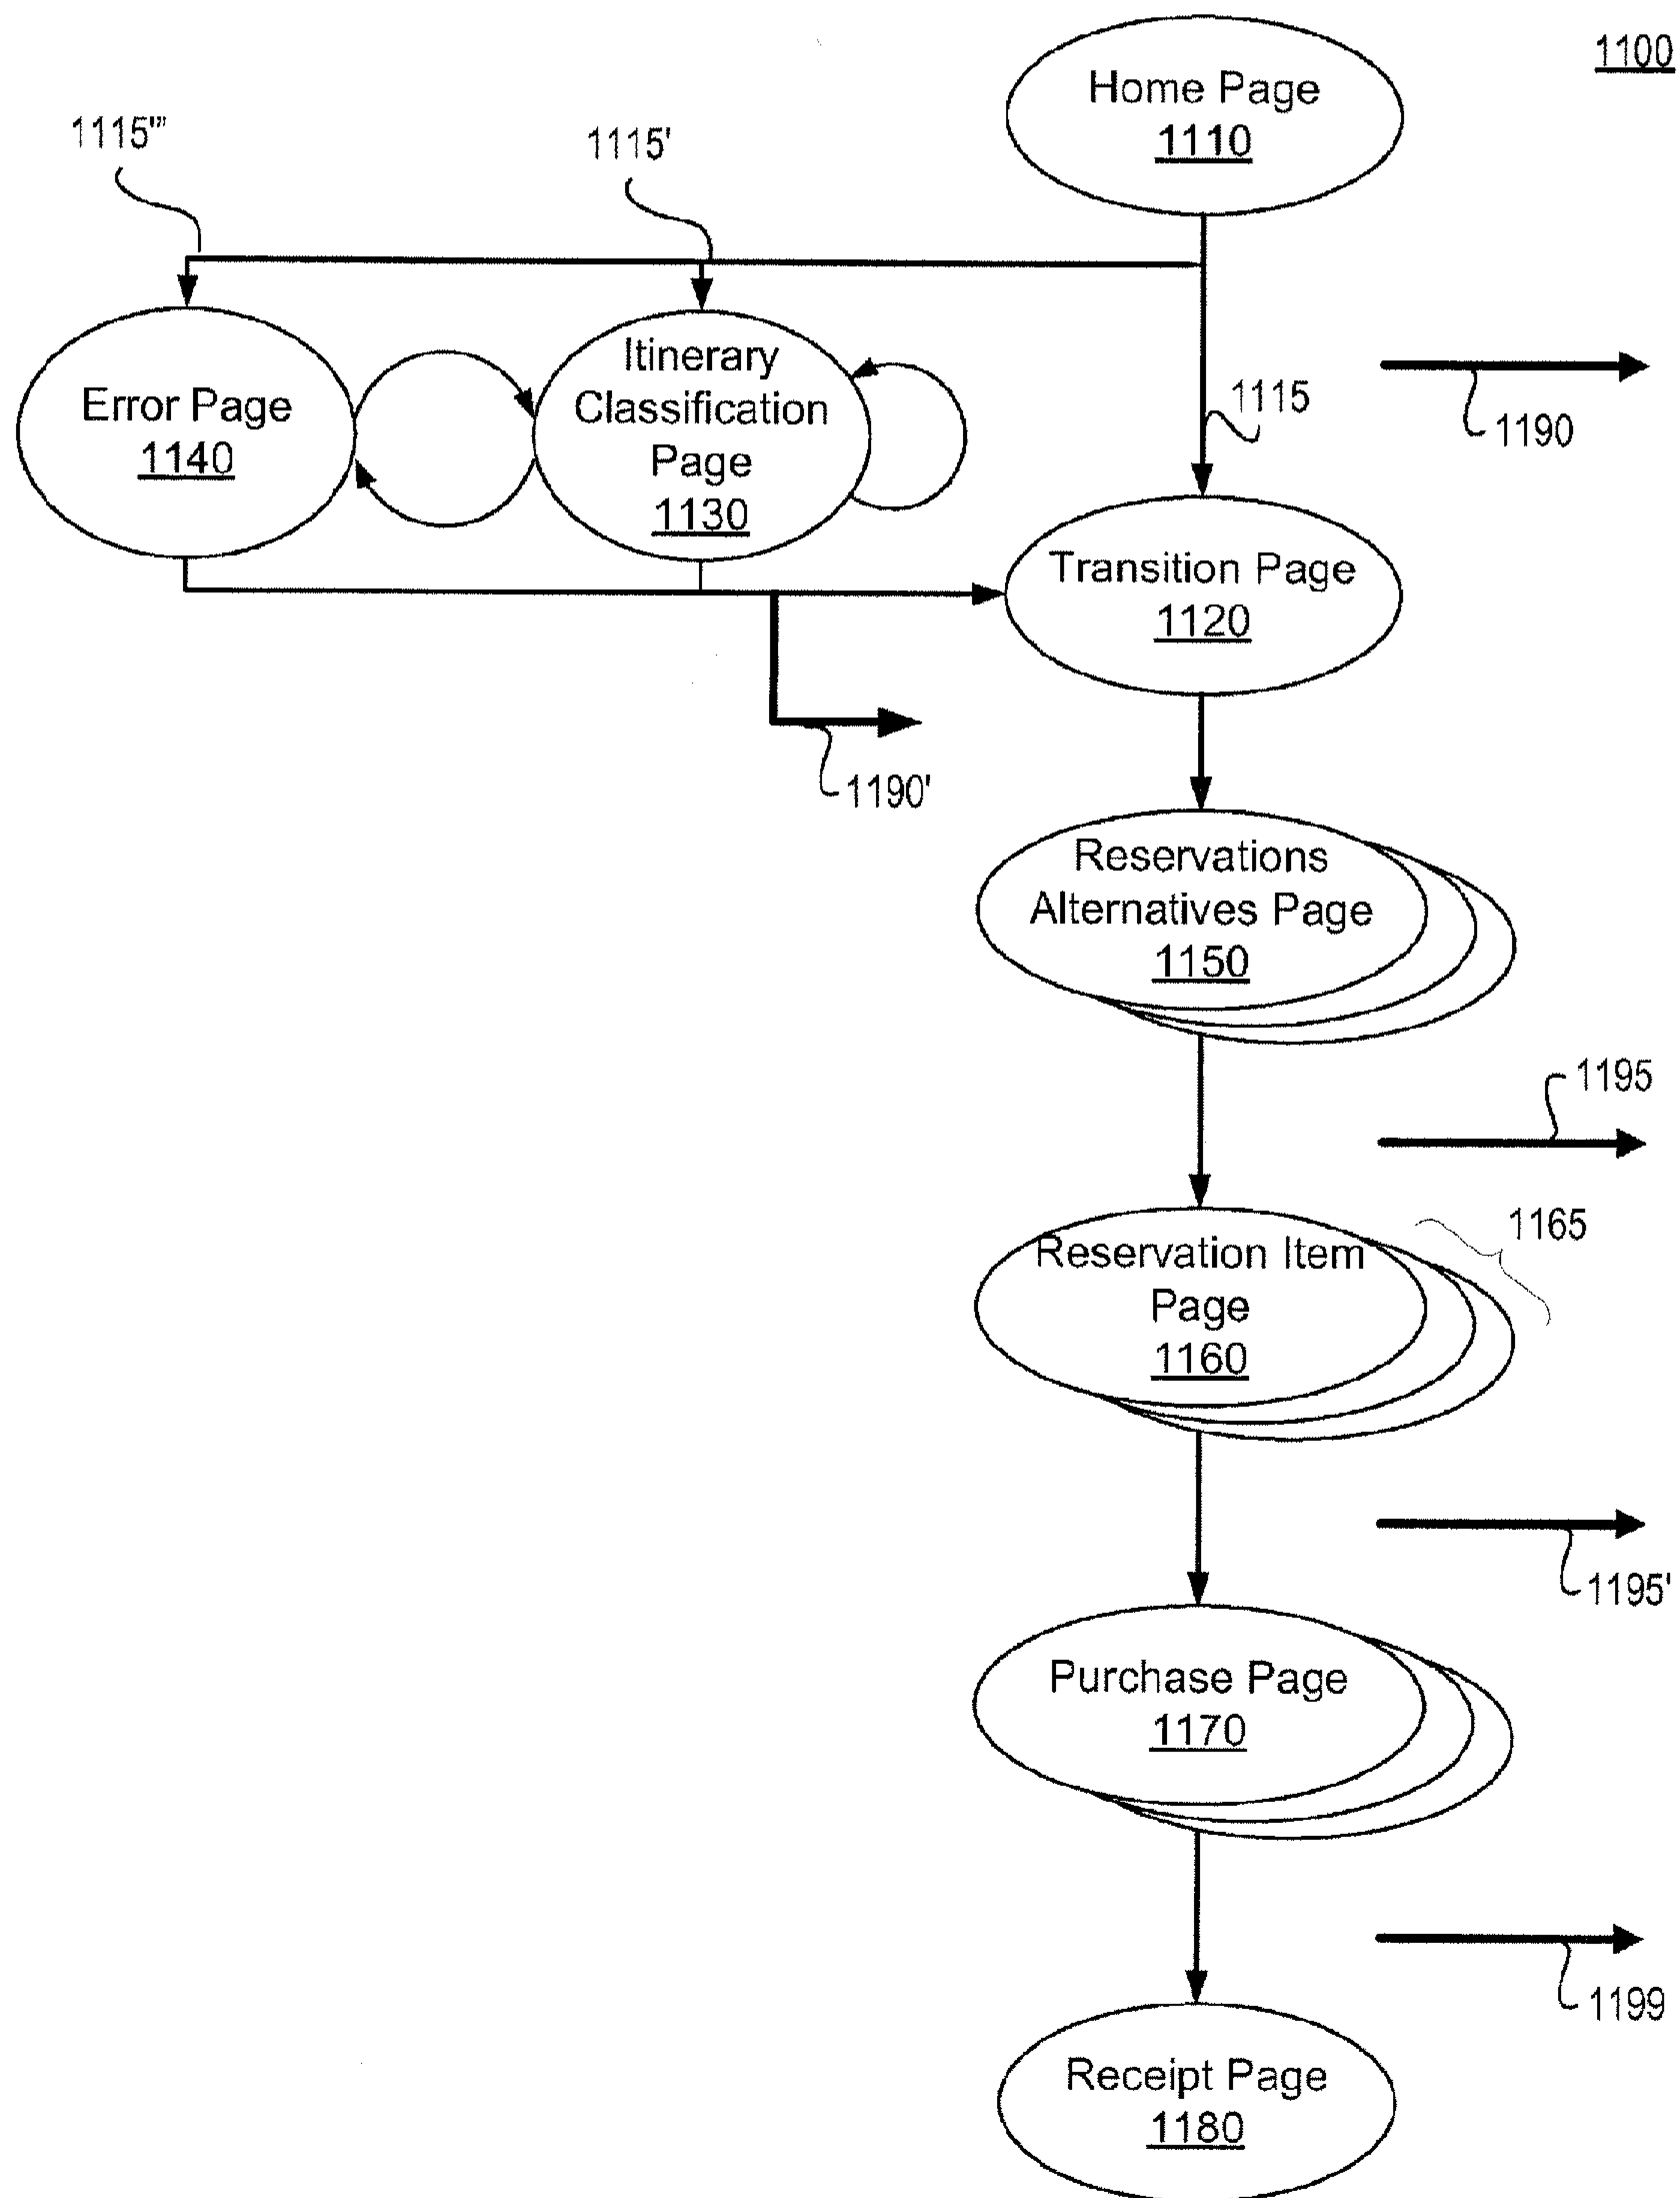 1100
Home Page
1110
1115'''
1115'
Error Page
1140
Itinerary
Classification
Page
1130
1115
1190
Transition Page
1120
1190'
Reservations
Alternatives Page
1150
1195
1165
Reservation Item
Page
1160
1195'
Purchase Page
1170
1199
Receipt Page
1180